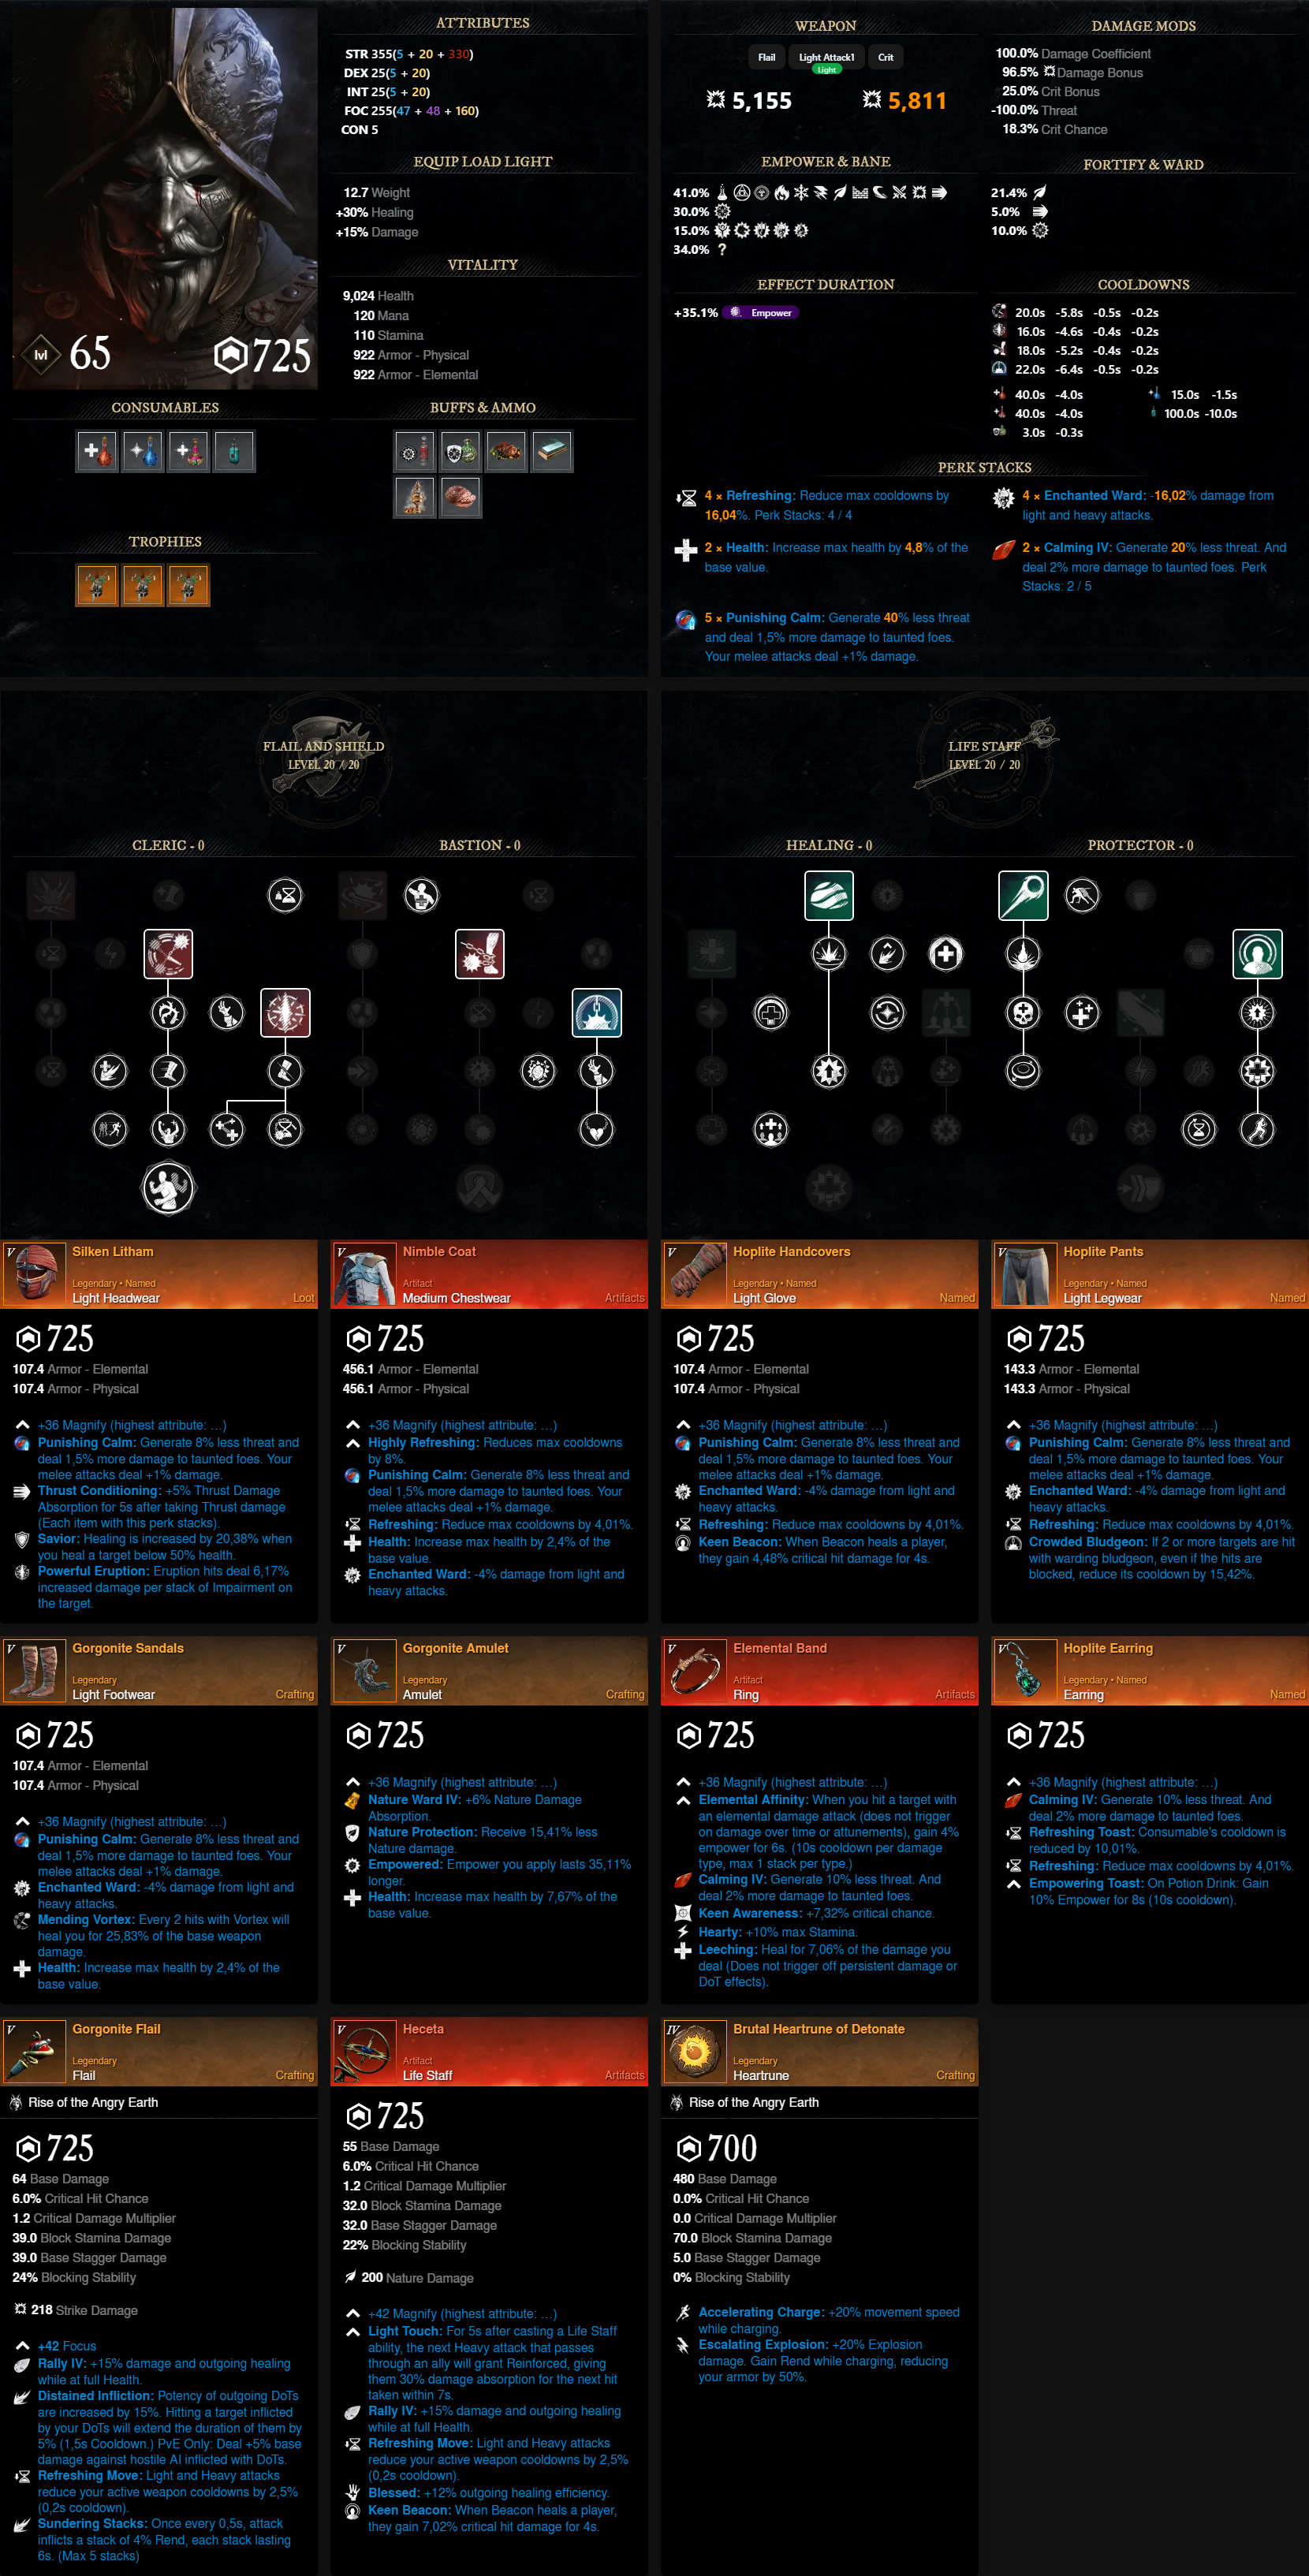 ATTRIBUTES
STR 355(5 + 20 + 330)
DEX 25(5 + 20)
INT 25(5 + 20)
FOC 255(47 + 48 + 160)
CON 5
EQUIP LOAD LIGHT
12.7 Weight
+30% Healing
+15% Damage
VITALITY
9,024 Health
120 Mana
110 Stamina
922 Armor - Physical
922 Armor - Elemental
lvl 65
725
CONSUMABLES
BUFFS & AMMO
TROPHIES
WEAPON
Flail
Light Attack1
Light
Crit
5,155
5,811
DAMAGE MODS
100.0% Damage Coefficient
96.5% Damage Bonus
25.0% Crit Bonus
-100.0% Threat
18.3% Crit Chance
EMPOWER & BANE
41.0%
30.0%
15.0%
34.0% ?
FORTIFY & WARD
21.4%
5.0%
10.0%
EFFECT DURATION
+35.1% Empower
COOLDOWNS
20.0s -5.8s -0.5s -0.2s
16.0s -4.6s -0.4s -0.2s
18.0s -5.2s -0.4s -0.2s
22.0s -6.4s -0.5s -0.2s
40.0s -4.0s 15.0s -1.5s
40.0s -4.0s 100.0s -10.0s
3.0s -0.3s
PERK STACKS
4 × Refreshing: Reduce max cooldowns by
16,04%. Perk Stacks: 4 / 4
4 × Enchanted Ward: -16,02% damage from
light and heavy attacks.
2 × Health: Increase max health by 4,8% of the
base value.
2 × Calming IV: Generate 20% less threat. And
deal 2% more damage to taunted foes. Perk
Stacks: 2 / 5
5 × Punishing Calm: Generate 40% less threat
and deal 1,5% more damage to taunted foes.
Your melee attacks deal +1% damage.
FLAIL AND SHIELD
LEVEL 20 / 20
CLERIC - 0
BASTION - 0
LIFE STAFF
LEVEL 20 / 20
HEALING - 0
PROTECTOR - 0
V
Silken Litham
Legendary • Named
Light Headwear
Loot
725
107.4 Armor - Elemental
107.4 Armor - Physical
+36 Magnify (highest attribute: …)
Punishing Calm: Generate 8% less threat and
deal 1,5% more damage to taunted foes. Your
melee attacks deal +1% damage.
Thrust Conditioning: +5% Thrust Damage
Absorption for 5s after taking Thrust damage
(Each item with this perk stacks).
Savior: Healing is increased by 20,38% when
you heal a target below 50% health.
Powerful Eruption: Eruption hits deal 6,17%
increased damage per stack of Impairment on
the target.
V
Nimble Coat
Artifact
Medium Chestwear
Artifacts
725
456.1 Armor - Elemental
456.1 Armor - Physical
+36 Magnify (highest attribute: …)
Highly Refreshing: Reduces max cooldowns
by 8%.
Punishing Calm: Generate 8% less threat and
deal 1,5% more damage to taunted foes. Your
melee attacks deal +1% damage.
Refreshing: Reduce max cooldowns by 4,01%.
Health: Increase max health by 2,4% of the
base value.
Enchanted Ward: -4% damage from light and
heavy attacks.
V
Hoplite Handcovers
Legendary • Named
Light Glove
Named
725
107.4 Armor - Elemental
107.4 Armor - Physical
+36 Magnify (highest attribute: …)
Punishing Calm: Generate 8% less threat and
deal 1,5% more damage to taunted foes. Your
melee attacks deal +1% damage.
Enchanted Ward: -4% damage from light and
heavy attacks.
Refreshing: Reduce max cooldowns by 4,01%.
Keen Beacon: When Beacon heals a player,
they gain 4,48% critical hit damage for 4s.
V
Hoplite Pants
Legendary • Named
Light Legwear
Named
725
143.3 Armor - Elemental
143.3 Armor - Physical
+36 Magnify (highest attribute: …)
Punishing Calm: Generate 8% less threat and
deal 1,5% more damage to taunted foes. Your
melee attacks deal +1% damage.
Enchanted Ward: -4% damage from light and
heavy attacks.
Refreshing: Reduce max cooldowns by 4,01%.
Crowded Bludgeon: If 2 or more targets are hit
with warding bludgeon, even if the hits are
blocked, reduce its cooldown by 15,42%.
V
Gorgonite Sandals
Legendary
Light Footwear
Crafting
725
107.4 Armor - Elemental
107.4 Armor - Physical
+36 Magnify (highest attribute: …)
Punishing Calm: Generate 8% less threat and
deal 1,5% more damage to taunted foes. Your
melee attacks deal +1% damage.
Enchanted Ward: -4% damage from light and
heavy attacks.
Mending Vortex: Every 2 hits with Vortex will
heal you for 25,83% of the base weapon
damage.
Health: Increase max health by 2,4% of the
base value.
V
Gorgonite Amulet
Legendary
Amulet
Crafting
725
+36 Magnify (highest attribute: …)
Nature Ward IV: +6% Nature Damage
Absorption.
Nature Protection: Receive 15,41% less
Nature damage.
Empowered: Empower you apply lasts 35,11%
longer.
Health: Increase max health by 7,67% of the
base value.
V
Elemental Band
Artifact
Ring
Artifacts
725
+36 Magnify (highest attribute: …)
Elemental Affinity: When you hit a target with
an elemental damage attack (does not trigger
on damage over time or attunements), gain 4%
empower for 6s. (10s cooldown per damage
type, max 1 stack per type.)
Calming IV: Generate 10% less threat. And
deal 2% more damage to taunted foes.
Keen Awareness: +7,32% critical chance.
Hearty: +10% max Stamina.
Leeching: Heal for 7,06% of the damage you
deal (Does not trigger off persistent damage or
DoT effects).
V
Hoplite Earring
Legendary • Named
Earring
Named
725
+36 Magnify (highest attribute: …)
Calming IV: Generate 10% less threat. And
deal 2% more damage to taunted foes.
Refreshing Toast: Consumable's cooldown is
reduced by 10,01%.
Refreshing: Reduce max cooldowns by 4,01%.
Empowering Toast: On Potion Drink: Gain
10% Empower for 8s (10s cooldown).
V
Gorgonite Flail
Legendary
Flail
Crafting
Rise of the Angry Earth
725
64 Base Damage
6.0% Critical Hit Chance
1.2 Critical Damage Multiplier
39.0 Block Stamina Damage
39.0 Base Stagger Damage
24% Blocking Stability
218 Strike Damage
+42 Focus
Rally IV: +15% damage and outgoing healing
while at full Health.
Distained Infliction: Potency of outgoing DoTs
are increased by 15%. Hitting a target inflicted
by your DoTs will extend the duration of them by
5% (1,5s Cooldown.) PvE Only: Deal +5% base
damage against hostile AI inflicted with DoTs.
Refreshing Move: Light and Heavy attacks
reduce your active weapon cooldowns by 2,5%
(0,2s cooldown).
Sundering Stacks: Once every 0,5s, attack
inflicts a stack of 4% Rend, each stack lasting
6s. (Max 5 stacks)
V
Heceta
Artifact
Life Staff
Artifacts
725
55 Base Damage
6.0% Critical Hit Chance
1.2 Critical Damage Multiplier
32.0 Block Stamina Damage
32.0 Base Stagger Damage
22% Blocking Stability
200 Nature Damage
+42 Magnify (highest attribute: …)
Light Touch: For 5s after casting a Life Staff
ability, the next Heavy attack that passes
through an ally will grant Reinforced, giving
them 30% damage absorption for the next hit
taken within 7s.
Rally IV: +15% damage and outgoing healing
while at full Health.
Refreshing Move: Light and Heavy attacks
reduce your active weapon cooldowns by 2,5%
(0,2s cooldown).
Blessed: +12% outgoing healing efficiency.
Keen Beacon: When Beacon heals a player,
they gain 7,02% critical hit damage for 4s.
IV
Brutal Heartrune of Detonate
Legendary
Heartrune
Crafting
Rise of the Angry Earth
700
480 Base Damage
0.0% Critical Hit Chance
0.0 Critical Damage Multiplier
70.0 Block Stamina Damage
5.0 Base Stagger Damage
0% Blocking Stability
Accelerating Charge: +20% movement speed
while charging.
Escalating Explosion: +20% Explosion
damage. Gain Rend while charging, reducing
your armor by 50%.